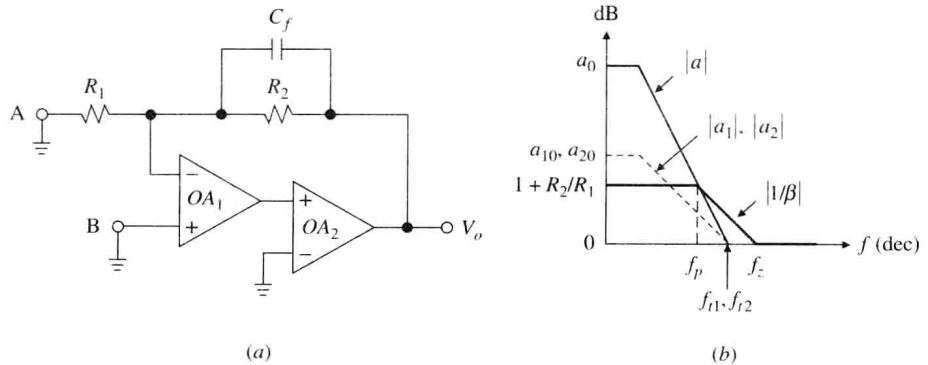 C_f
R_1
R_2
A
OA_1
B
OA_2
V_o
(a)
dB
a_0
|a|
|a_1|, |a_2|
a_10, a_20
1 + R_2/R_1
|1/β|
0
f (dec)
f_p
f_z
f_t1, f_t2
(b)